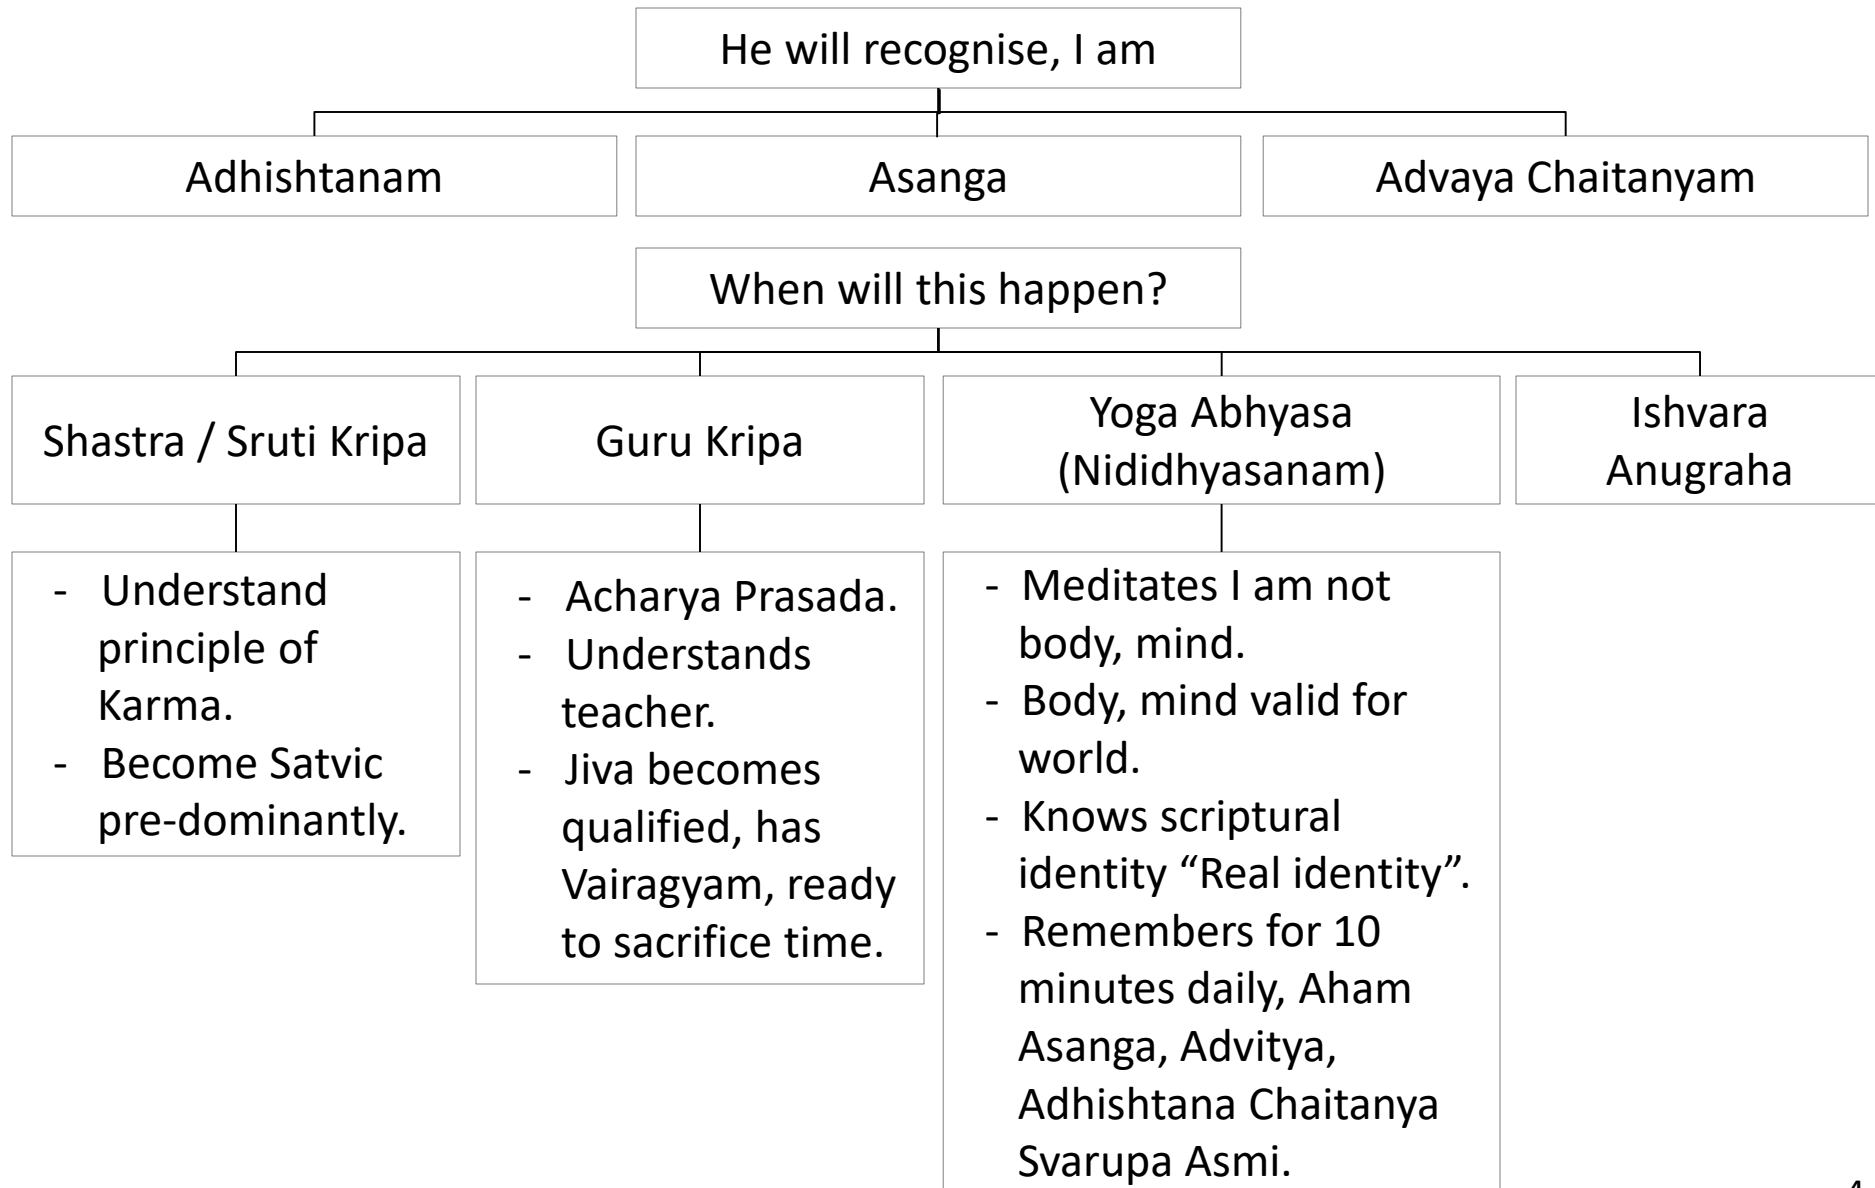 He will recognise, I am
Adhishtanam
Asanga
Advaya Chaitanyam
When will this happen?
Shastra / Sruti Kripa
Guru Kripa
Yoga Abhyasa
(Nididhyasanam)
Ishvara
Anugraha
- Understand
principle of
Karma.
- Become Satvic
pre-dominantly.
- Acharya Prasada.
- Understands
teacher.
- Jiva becomes
qualified, has
Vairagyam, ready
to sacrifice time.
- Meditates I am not
body, mind.
- Body, mind valid for
world.
- Knows scriptural
identity “Real identity”.
- Remembers for 10
minutes daily, Aham
Asanga, Advitya,
Adhishtana Chaitanya
Svarupa Asmi.